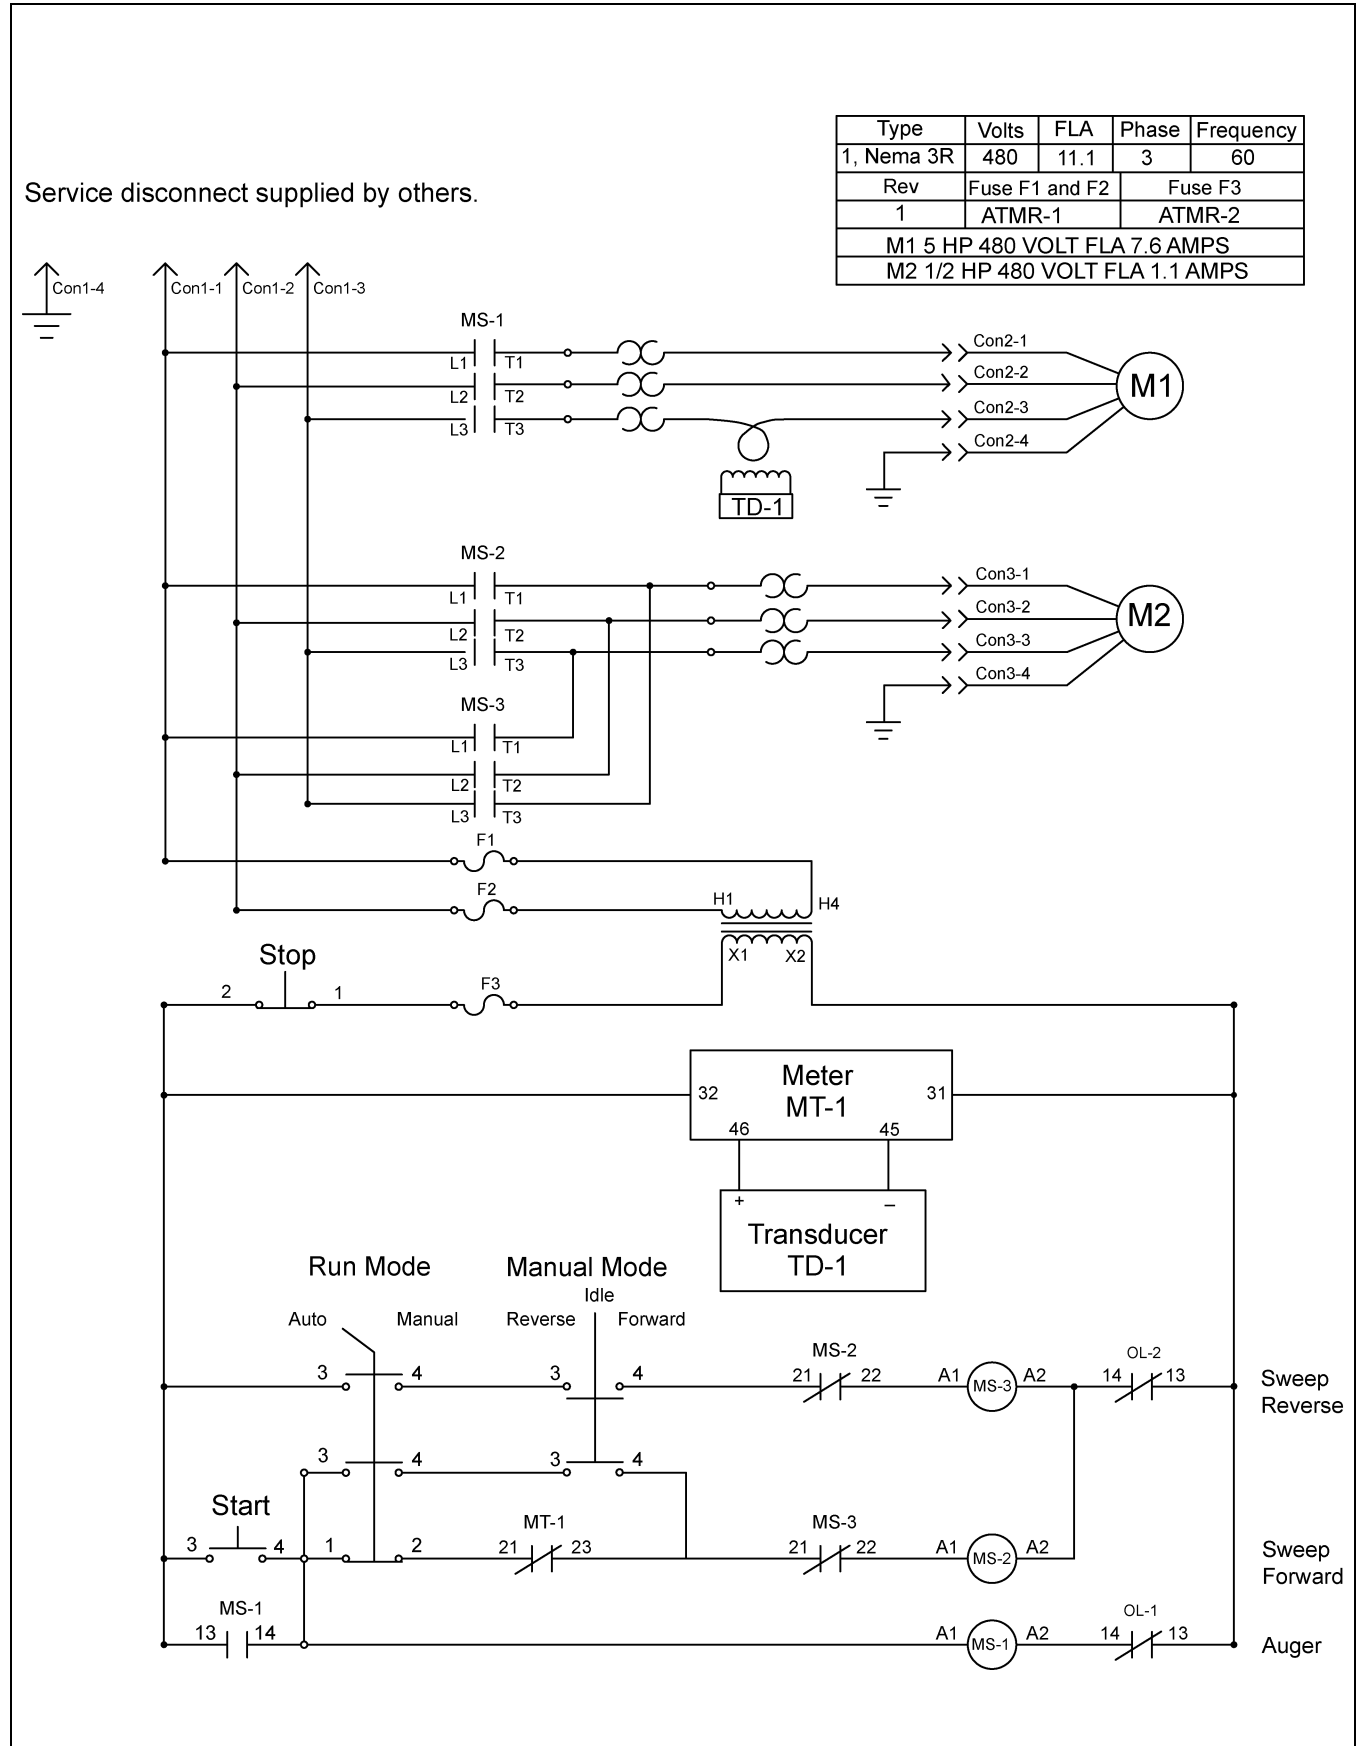 Type Volts FLA Phase Frequency
1, Nema 3R 480 11.1 3 60
Rev Fuse F1 and F2 Fuse F3
1 ATMR-1 ATMR-2
M1 5 HP 480 VOLT FLA 7.6 AMPS
M2 1/2 HP 480 VOLT FLA 1.1 AMPS
Service disconnect supplied by others.
Con1-4 Con1-1 Con1-2 Con1-3
MS-1
L1 T1 Con2-1
L2 T2 Con2-2
L3 T3 Con2-3
Con2-4
M1
TD-1
MS-2
L1 T1 Con3-1
L2 T2 Con3-2
L3 T3 Con3-3
Con3-4
M2
MS-3
L1 T1
L2 T2
L3 T3
F1
F2
H1 H4
X1 X2
Stop
2 1 F3
Meter
MT-1
32 31
46 45
+ –
Transducer
TD-1
Run Mode Manual Mode
Idle
Auto Manual Reverse Forward
3 4 3 4 MS-2 21 22 A1 MS-3 A2 OL-2 14 13
Sweep
Reverse
3 4 3 4
Start
3 4 1 2 MT-1 21 23 MS-3 21 22 A1 MS-2 A2
Sweep
Forward
MS-1
13 14 A1 MS-1 A2 OL-1 14 13 Auger